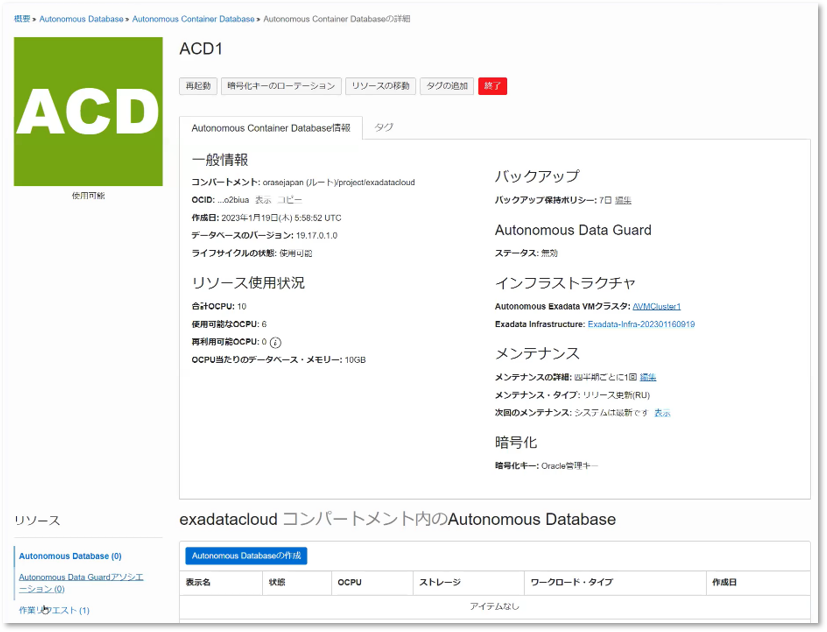 概要 » Autonomous Database » Autonomous Container Database » Autonomous Container Databaseの詳細
ACD
使用可能
ACD1
再起動 暗号化キーのローテーション リソースの移動 タグの追加 終了
Autonomous Container Database情報 タグ
一般情報
コンパートメント: orasejapan (ルート)/project/exadatacloud
OCID: ...o2biua 表示 コピー
作成日: 2023年1月19日(木) 5:58:52 UTC
データベースのバージョン: 19.17.0.1.0
ライフサイクルの状態: 使用可能
リソース使用状況
合計OCPU: 10
使用可能なOCPU: 6
再利用可能OCPU: 0 i
OCPU当たりのデータベース・メモリー: 10GB
バックアップ
バックアップ保持ポリシー: 7日 編集
Autonomous Data Guard
ステータス: 無効
インフラストラクチャ
Autonomous Exadata VMクラスタ: AVMCluster1
Exadata Infrastructure: Exadata-Infra-202301160919
メンテナンス
メンテナンスの詳細: 四半期ごとに1回 編集
メンテナンス・タイプ: リリース更新(RU)
次回のメンテナンス: システムは最新です 表示
暗号化
暗号化キー: Oracle管理キー
リソース
Autonomous Database (0)
Autonomous Data Guardアソシエ
ーション (0)
作業リクエスト (1)
exadatacloud コンパートメント内のAutonomous Database
Autonomous Databaseの作成
表示名 状態 OCPU ストレージ ワークロード・タイプ 作成日
アイテムなし